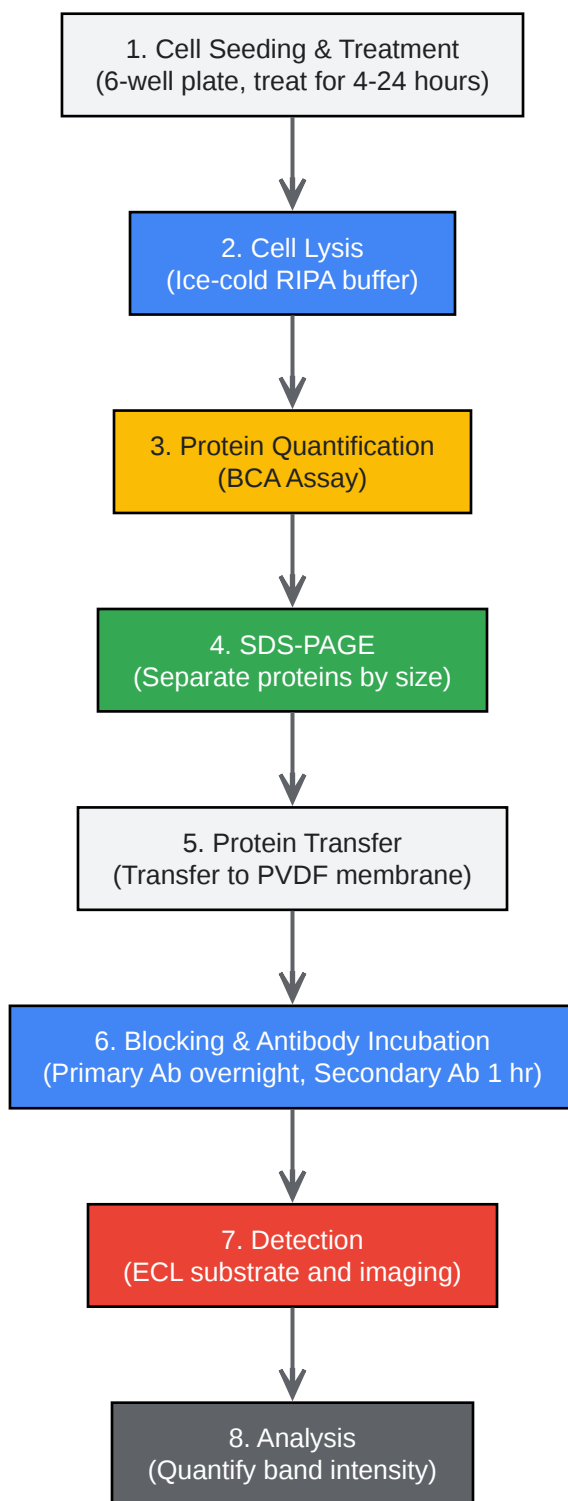 1. Cell Seeding & Treatment
(6-well plate, treat for 4-24 hours)
2. Cell Lysis
(Ice-cold RIPA buffer)
3. Protein Quantification
(BCA Assay)
4. SDS-PAGE
(Separate proteins by size)
5. Protein Transfer
(Transfer to PVDF membrane)
6. Blocking & Antibody Incubation
(Primary Ab overnight, Secondary Ab 1 hr)
7. Detection
(ECL substrate and imaging)
8. Analysis
(Quantify band intensity)